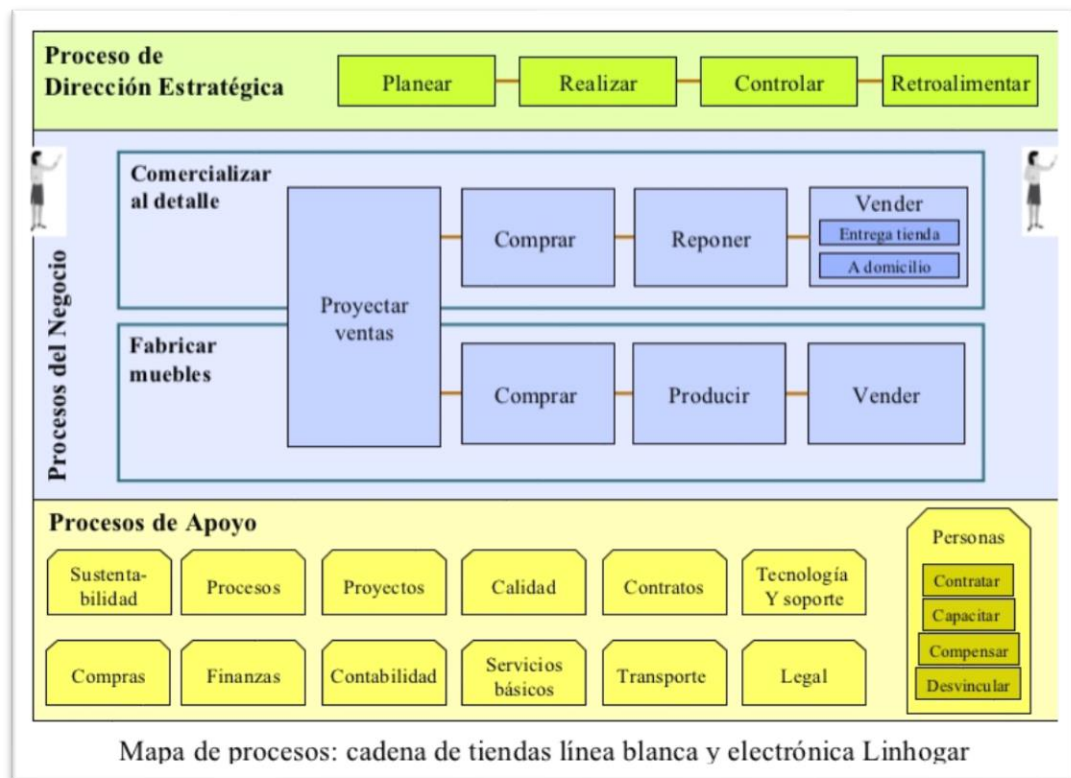 Proceso de
Dirección Estratégica
Planear
Realizar
Controlar
Retroalimentar
Procesos del Negocio
Comercializar
al detalle
Proyectar
ventas
Comprar
Reponer
Vender
Entrega tienda
A domicilio
Fabricar
muebles
Comprar
Producir
Vender
Procesos de Apoyo
Sustenta-
bilidad
Procesos
Proyectos
Calidad
Contratos
Tecnología
Y soporte
Compras
Finanzas
Contabilidad
Servicios
básicos
Transporte
Legal
Personas
Contratar
Capacitar
Compensar
Desvincular
Mapa de procesos: cadena de tiendas línea blanca y electrónica Linhogar